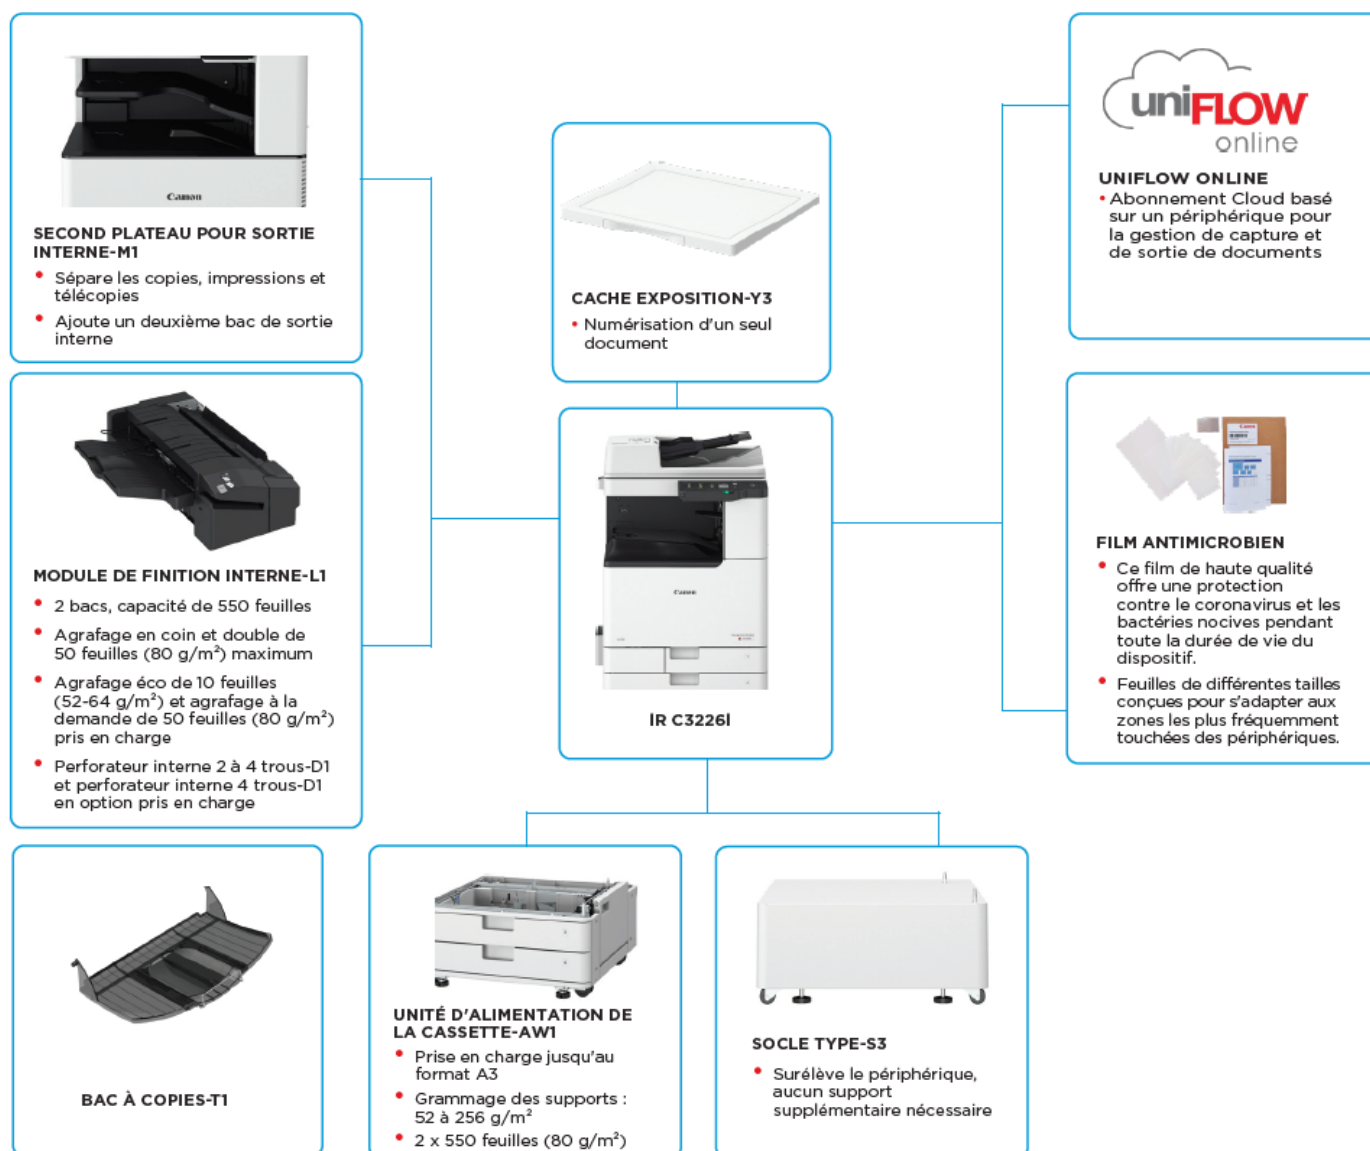 Canon
SECOND PLATEAU POUR SORTIE
INTERNE-M1
• Sépare les copies, impressions et
télécopies
• Ajoute un deuxième bac de sortie
interne
MODULE DE FINITION INTERNE-L1
• 2 bacs, capacité de 550 feuilles
• Agrafage en coin et double de
50 feuilles (80 g/m²) maximum
• Agrafage éco de 10 feuilles
(52-64 g/m²) et agrafage à la
demande de 50 feuilles (80 g/m²)
pris en charge
• Perforateur interne 2 à 4 trous-D1
et perforateur interne 4 trous-D1
en option pris en charge
BAC À COPIES-T1
CACHE EXPOSITION-Y3
• Numérisation d'un seul
document
Canon
IR C3226I
UNITÉ D'ALIMENTATION DE
LA CASSETTE-AW1
• Prise en charge jusqu'au
format A3
• Grammage des supports :
52 à 256 g/m²
• 2 x 550 feuilles (80 g/m²)
SOCLE TYPE-S3
• Surélève le périphérique,
aucun support
supplémentaire nécessaire
uniFLOW
online
UNIFLOW ONLINE
• Abonnement Cloud basé
sur un périphérique pour
la gestion de capture et
de sortie de documents
Canon
FILM ANTIMICROBIEN
• Ce film de haute qualité
offre une protection
contre le coronavirus et les
bactéries nocives pendant
toute la durée de vie du
dispositif.
• Feuilles de différentes tailles
conçues pour s'adapter aux
zones les plus fréquemment
touchées des périphériques.